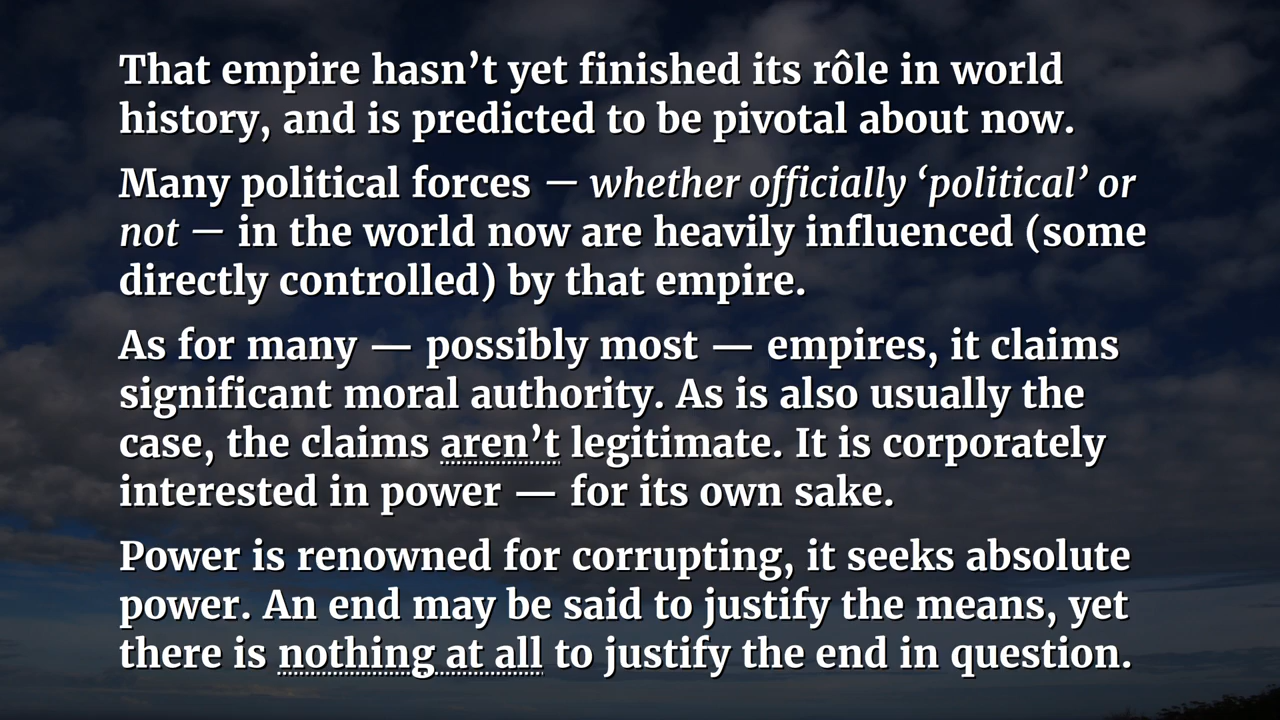 That empire hasn’t yet finished its rôle in world
history, and is predicted to be pivotal about now.
Many political forces — whether officially ‘political’ or
not — in the world now are heavily influenced (some
directly controlled) by that empire.
As for many — possibly most — empires, it claims
significant moral authority. As is also usually the
case, the claims aren’t legitimate. It is corporately
interested in power — for its own sake.
Power is renowned for corrupting, it seeks absolute
power. An end may be said to justify the means, yet
there is nothing at all to justify the end in question.